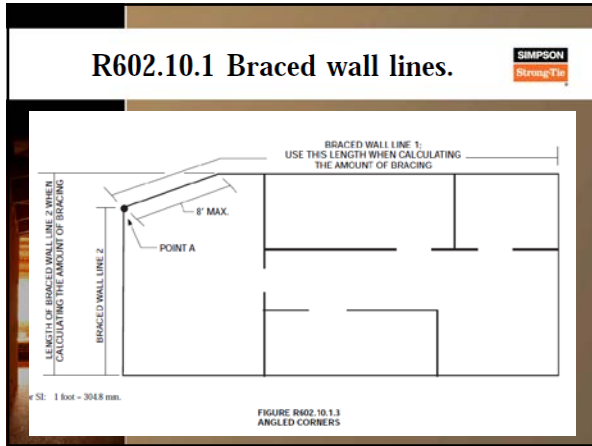 R602.10.1 Braced wall lines.
SIMPSON
Strong-Tie
BRACED WALL LINE 1;
USE THIS LENGTH WHEN CALCULATING
THE AMOUNT OF BRACING
8' MAX.
POINT A
LENGTH OF BRACED WALL LINE 2 WHEN
CALCULATING THE AMOUNT OF BRACING
BRACED WALL LINE 2
r SI: 1 foot = 304.8 mm.
FIGURE R602.10.1.3
ANGLED CORNERS